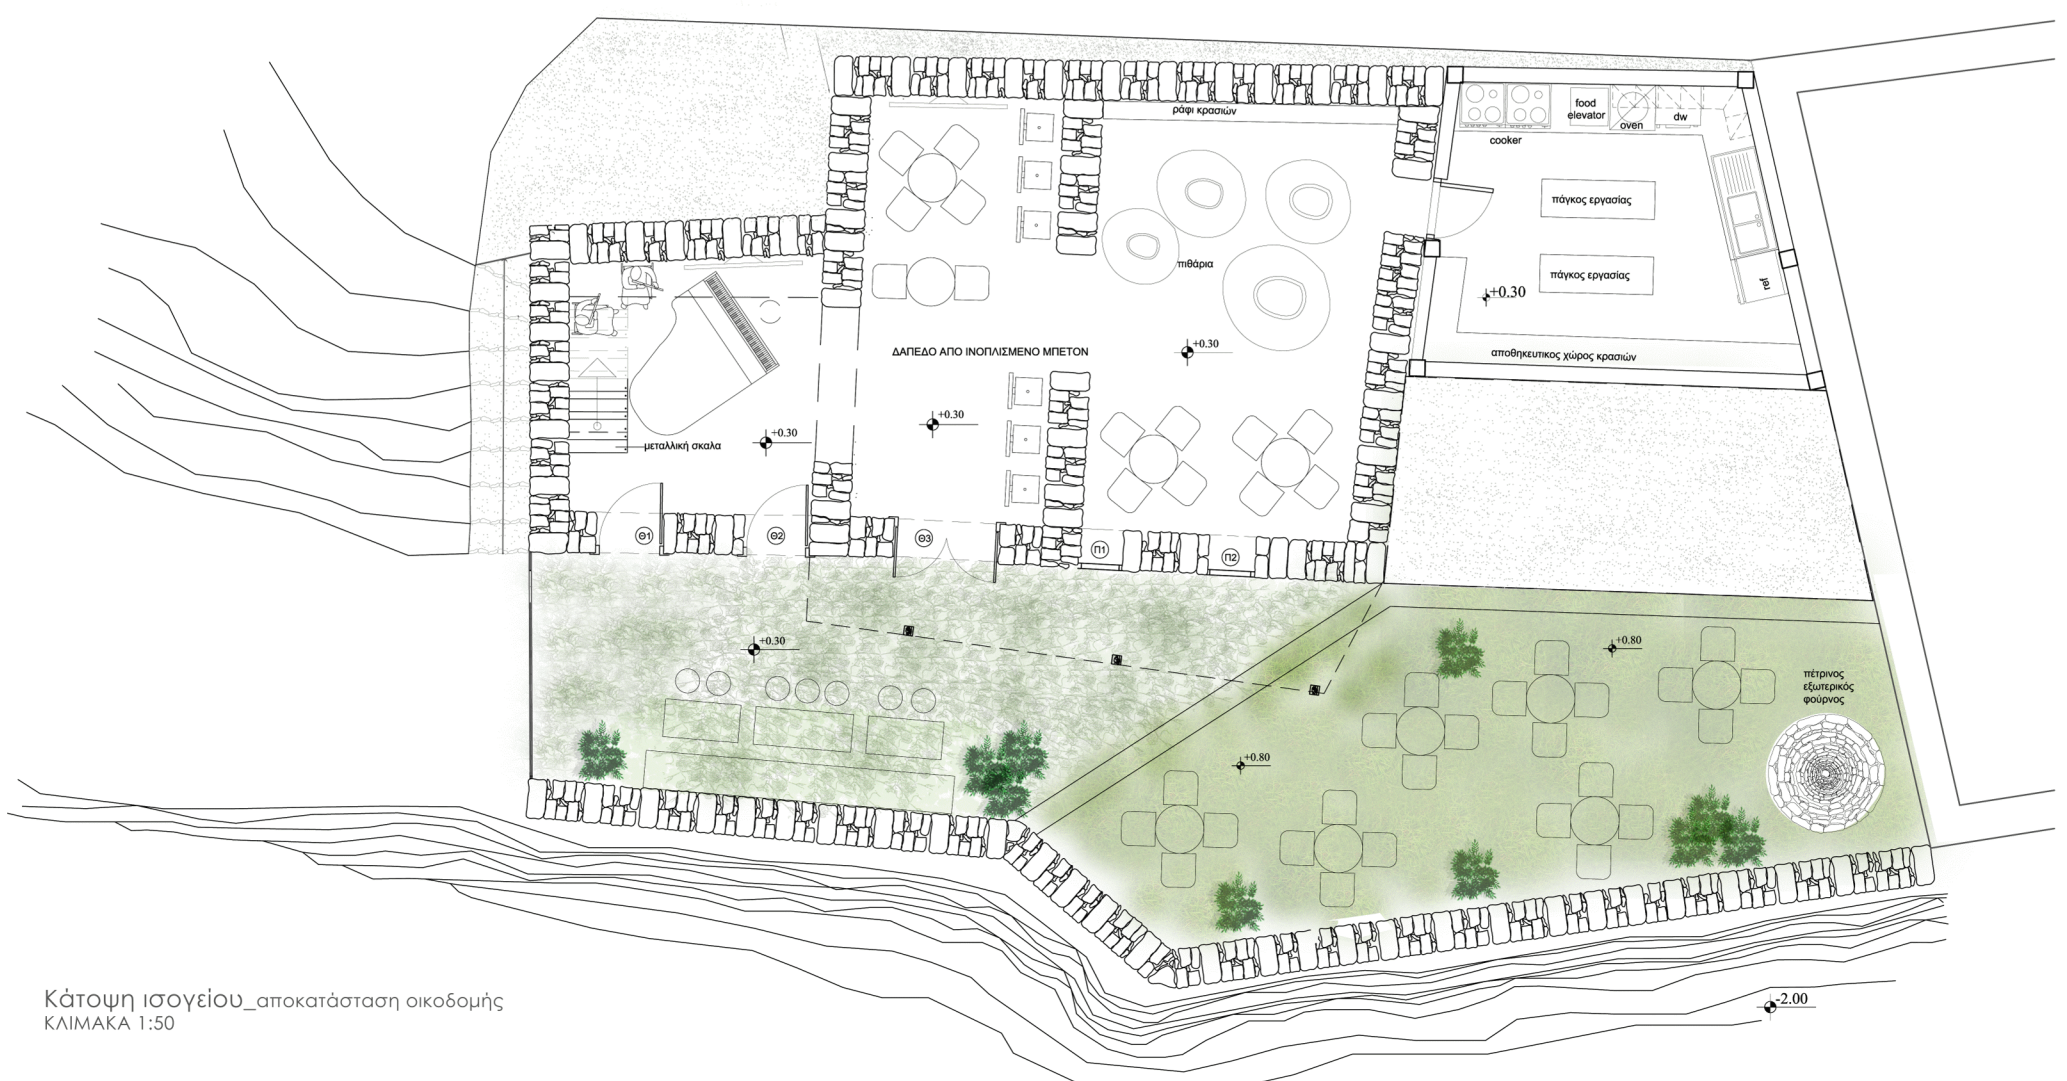 ράφι κρασιών
food
elevator
oven
dw
cooker
πάγκος εργασίας
πάγκος εργασίας
ref
πιθάρια
+0.30
αποθηκευτικος χώρος κρασιών
ΔΑΠΕΔΟ ΑΠΟ ΙΝΟΠΛΙΣΜΕΝΟ ΜΠΕΤΟΝ
+0.30
+0.30
+0.30
μεταλλική σκαλα
Θ1
Θ2
Θ3
Π1
Π2
+0.30
+0.80
πέτρινος
εξωτερικός
φούρνος
+0.80
-2.00
Κάτοψη ισογείου_αποκατάσταση οικοδομής
ΚΛΙΜΑΚΑ 1:50